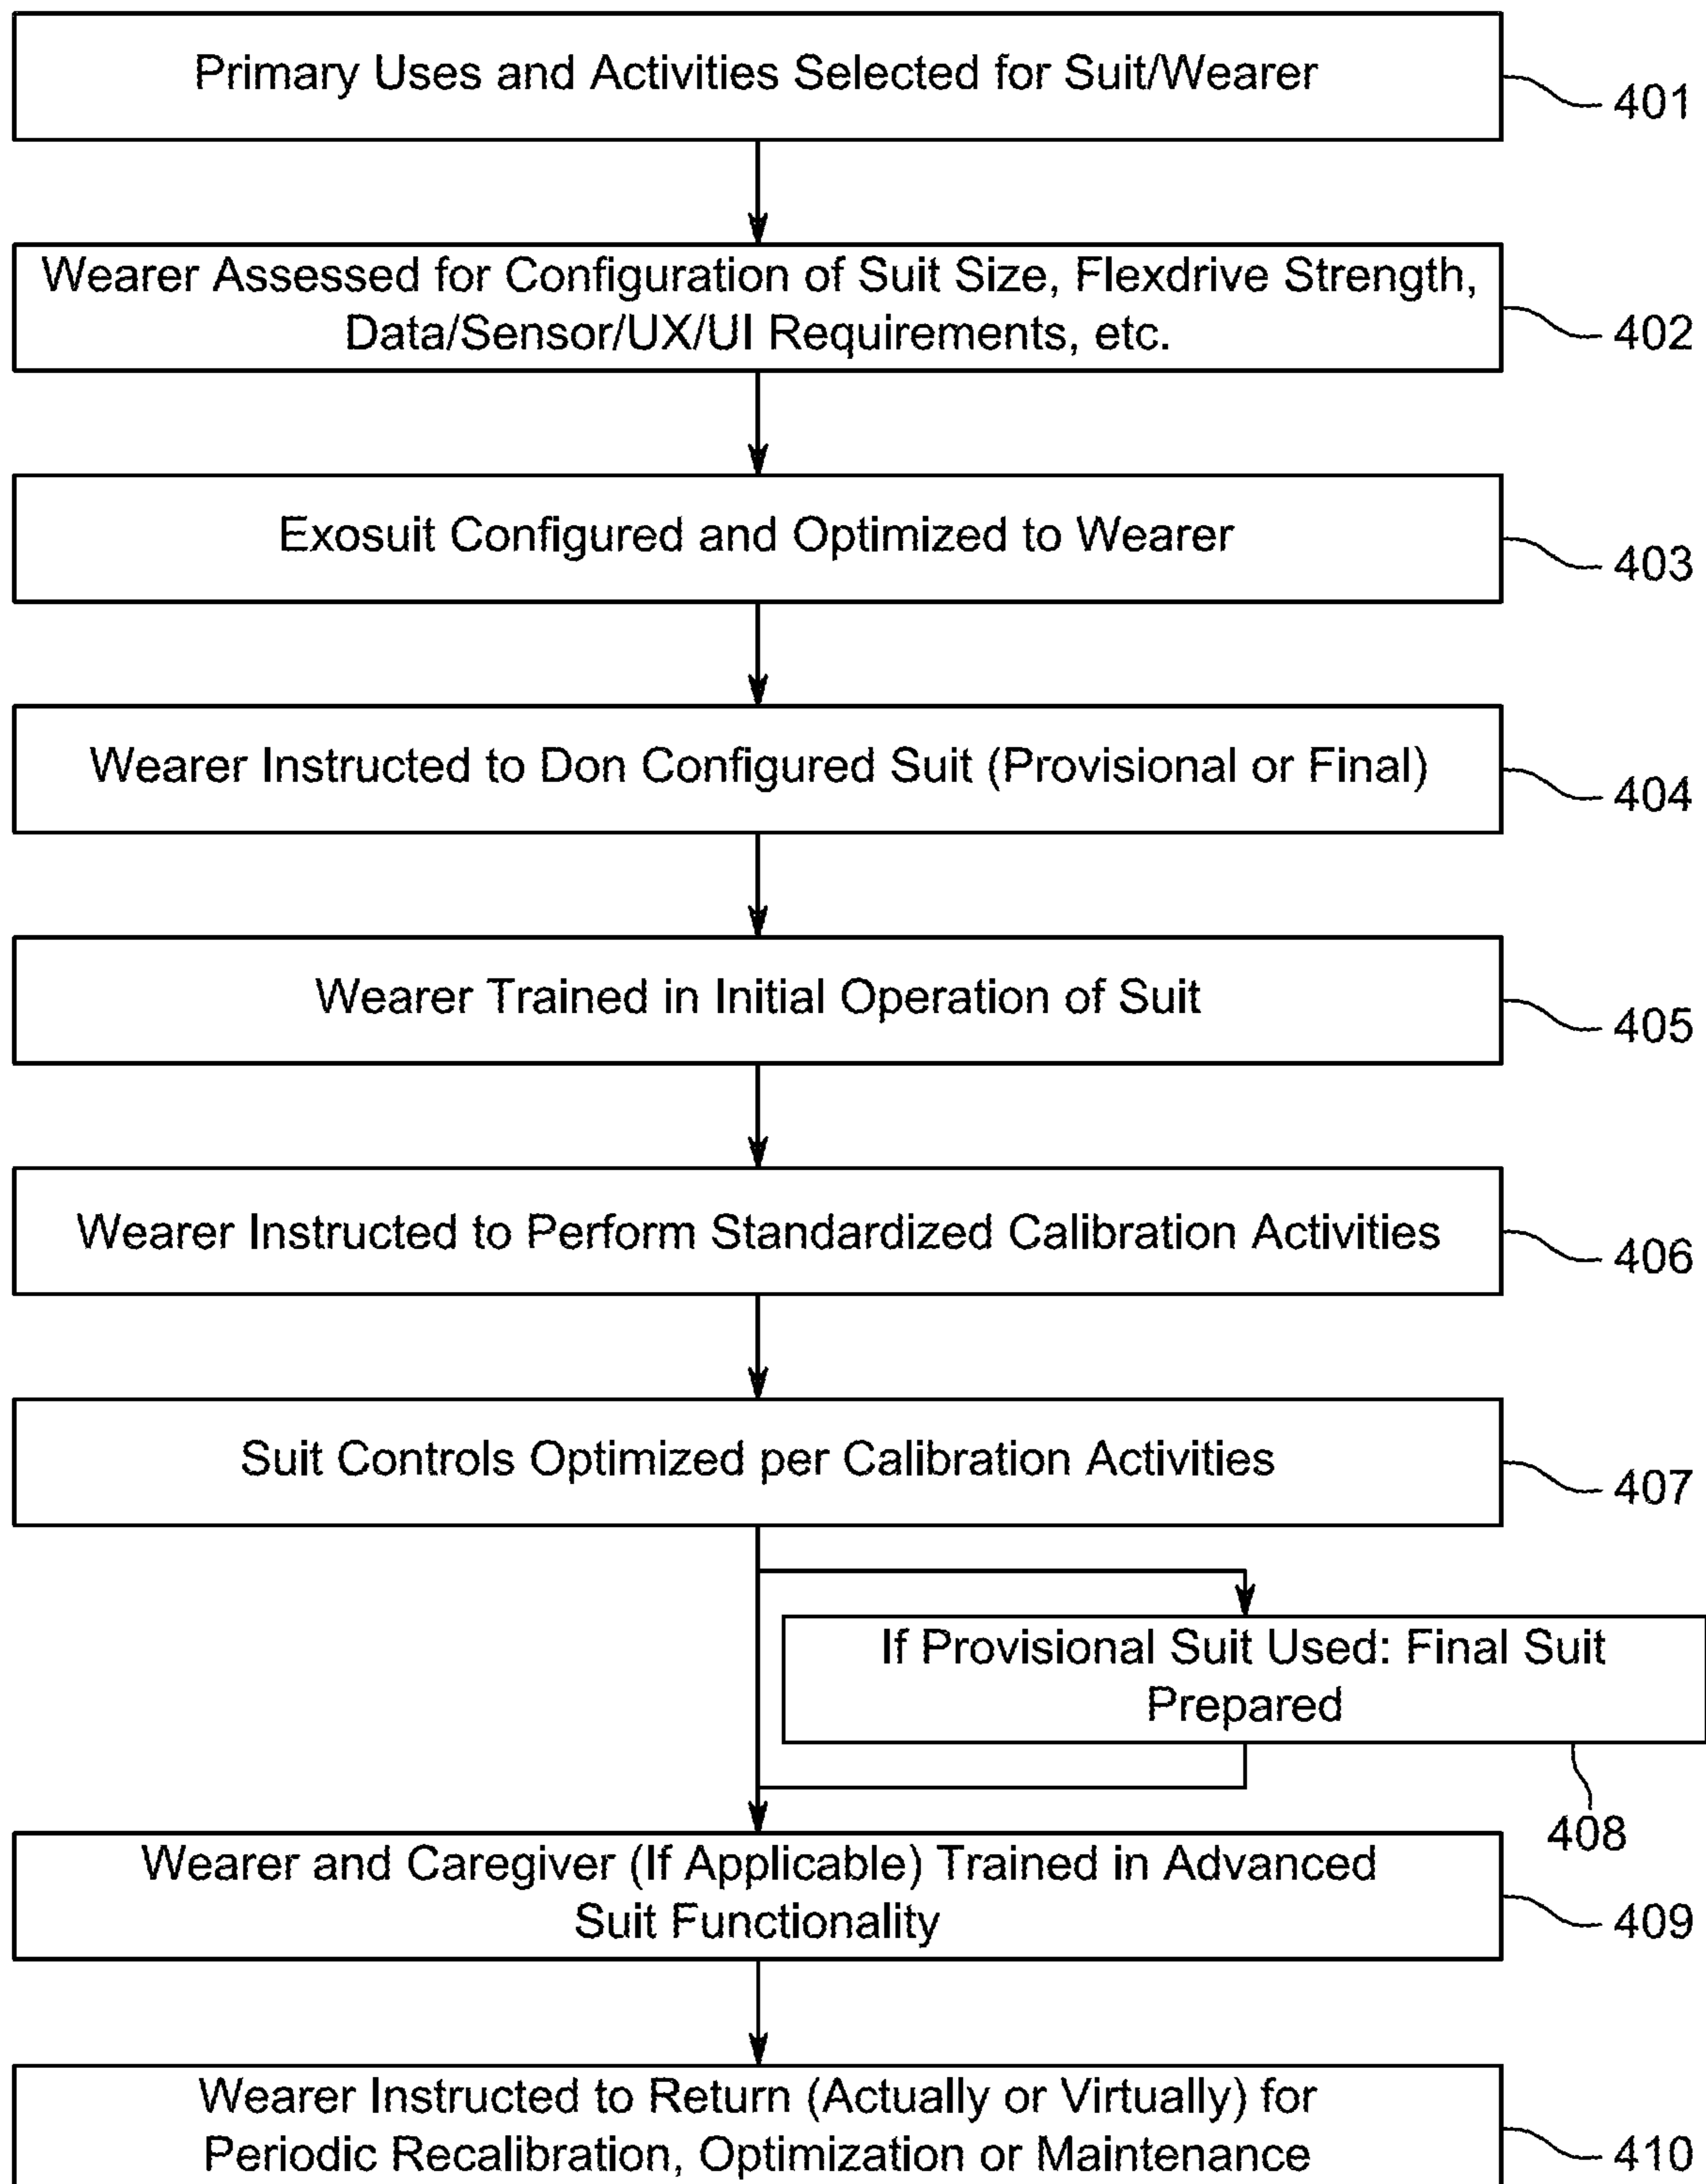 Primary Uses and Activities Selected for Suit/Wearer
401
Wearer Assessed for Configuration of Suit Size, Flexdrive Strength,
Data/Sensor/UX/UI Requirements, etc.
402
Exosuit Configured and Optimized to Wearer
403
Wearer Instructed to Don Configured Suit (Provisional or Final)
404
Wearer Trained in Initial Operation of Suit
405
Wearer Instructed to Perform Standardized Calibration Activities
406
Suit Controls Optimized per Calibration Activities
407
If Provisional Suit Used: Final Suit
Prepared
408
Wearer and Caregiver (If Applicable) Trained in Advanced
Suit Functionality
409
Wearer Instructed to Return (Actually or Virtually) for
Periodic Recalibration, Optimization or Maintenance
410